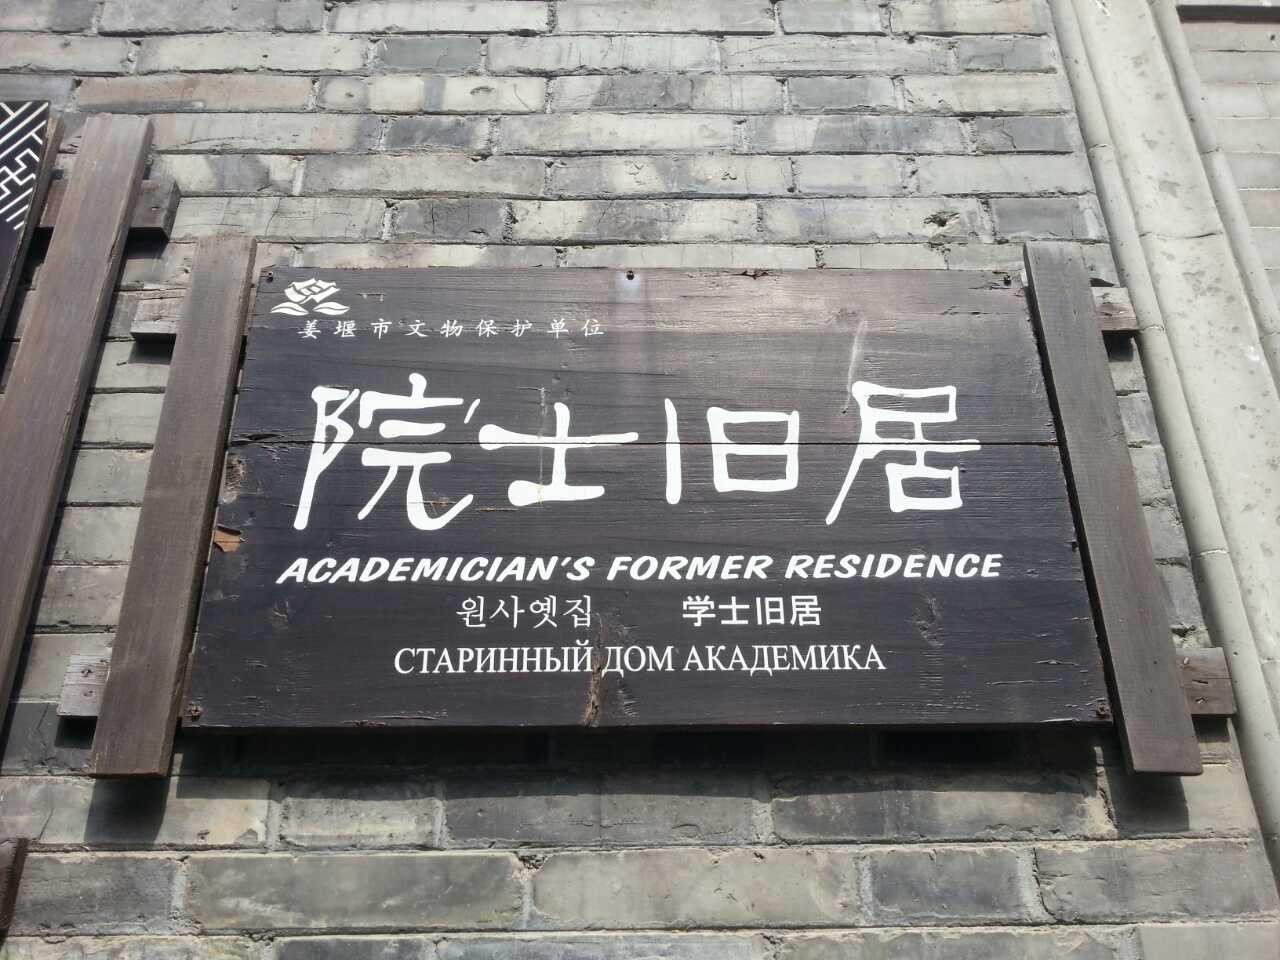 姜堰市文物保护单位
院士旧居
ACADEMICIAN'S FORMER RESIDENCE
원사옛집 学士旧居
СТАРИННЫЙ ДОМ АКАДЕМИКА